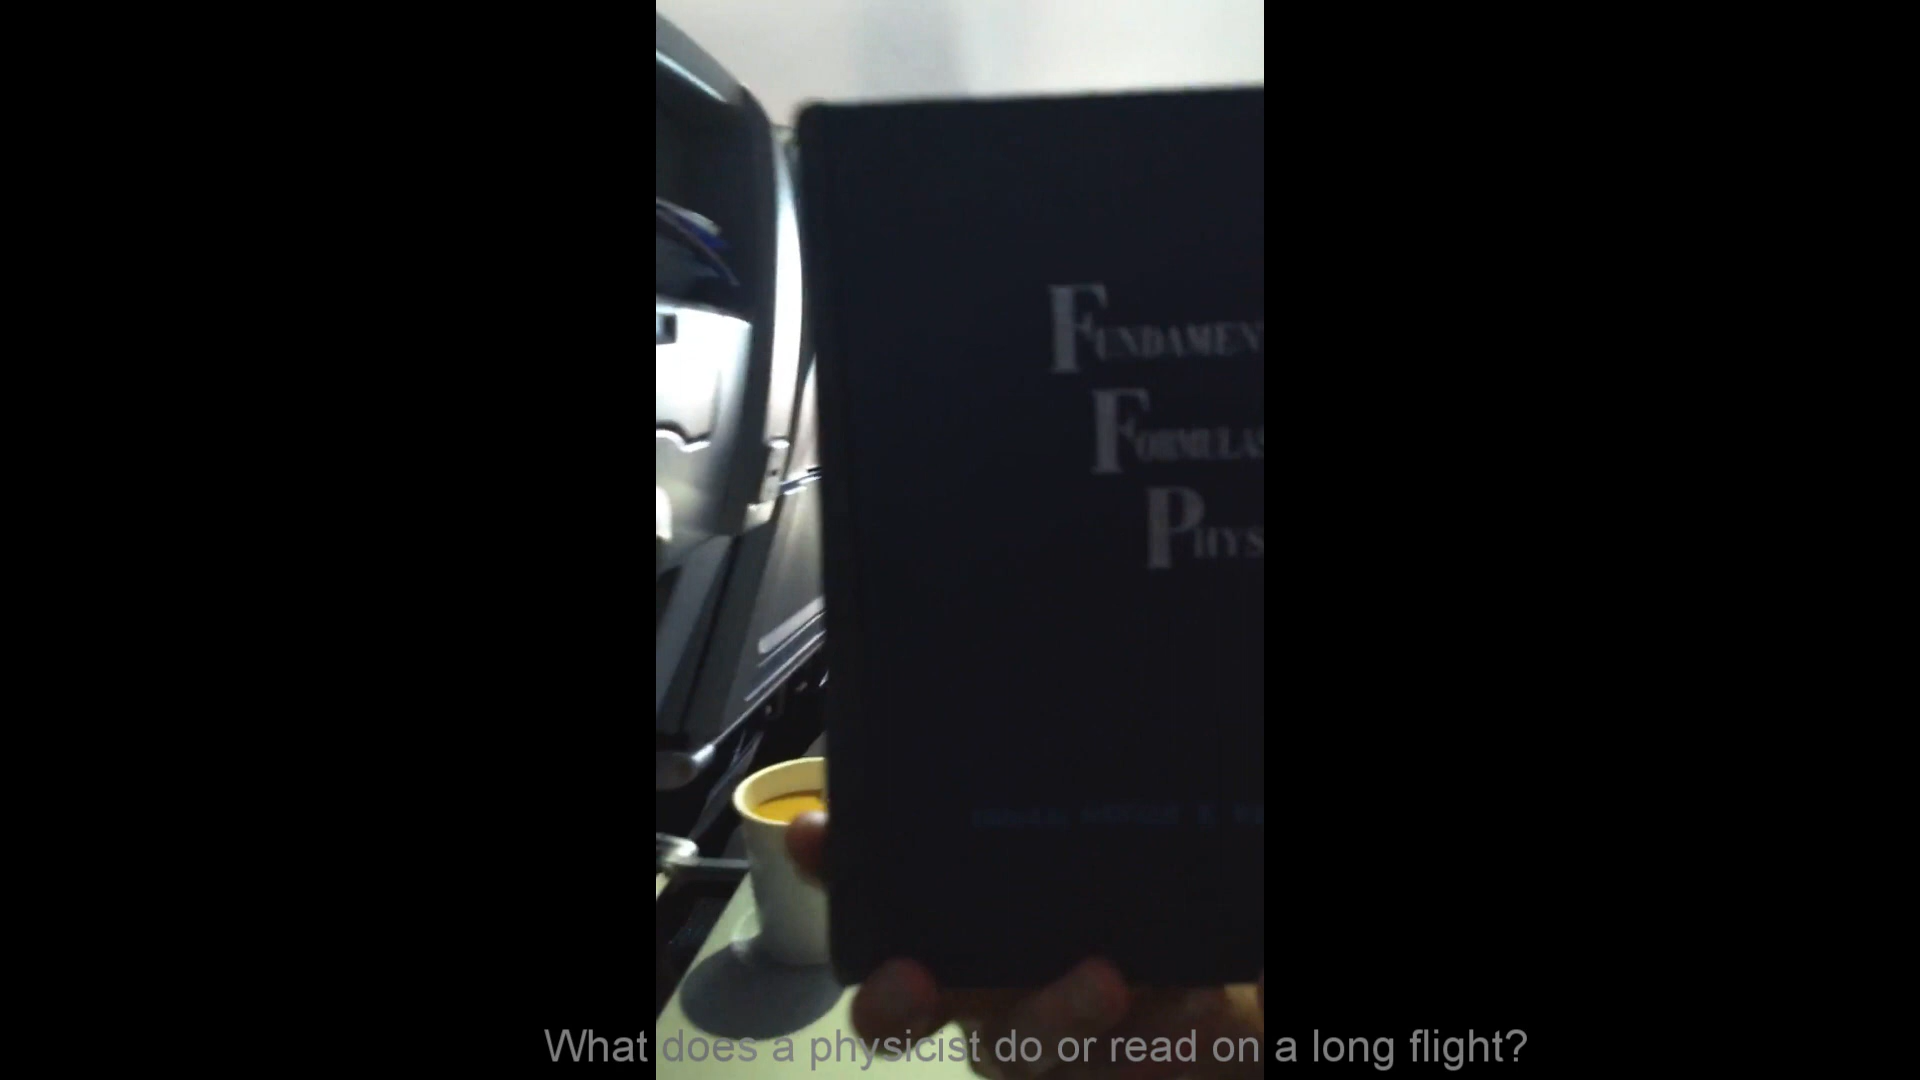 FUNDAMEN
FORMULAS
PHYS
What does a physicist do or read on a long flight?